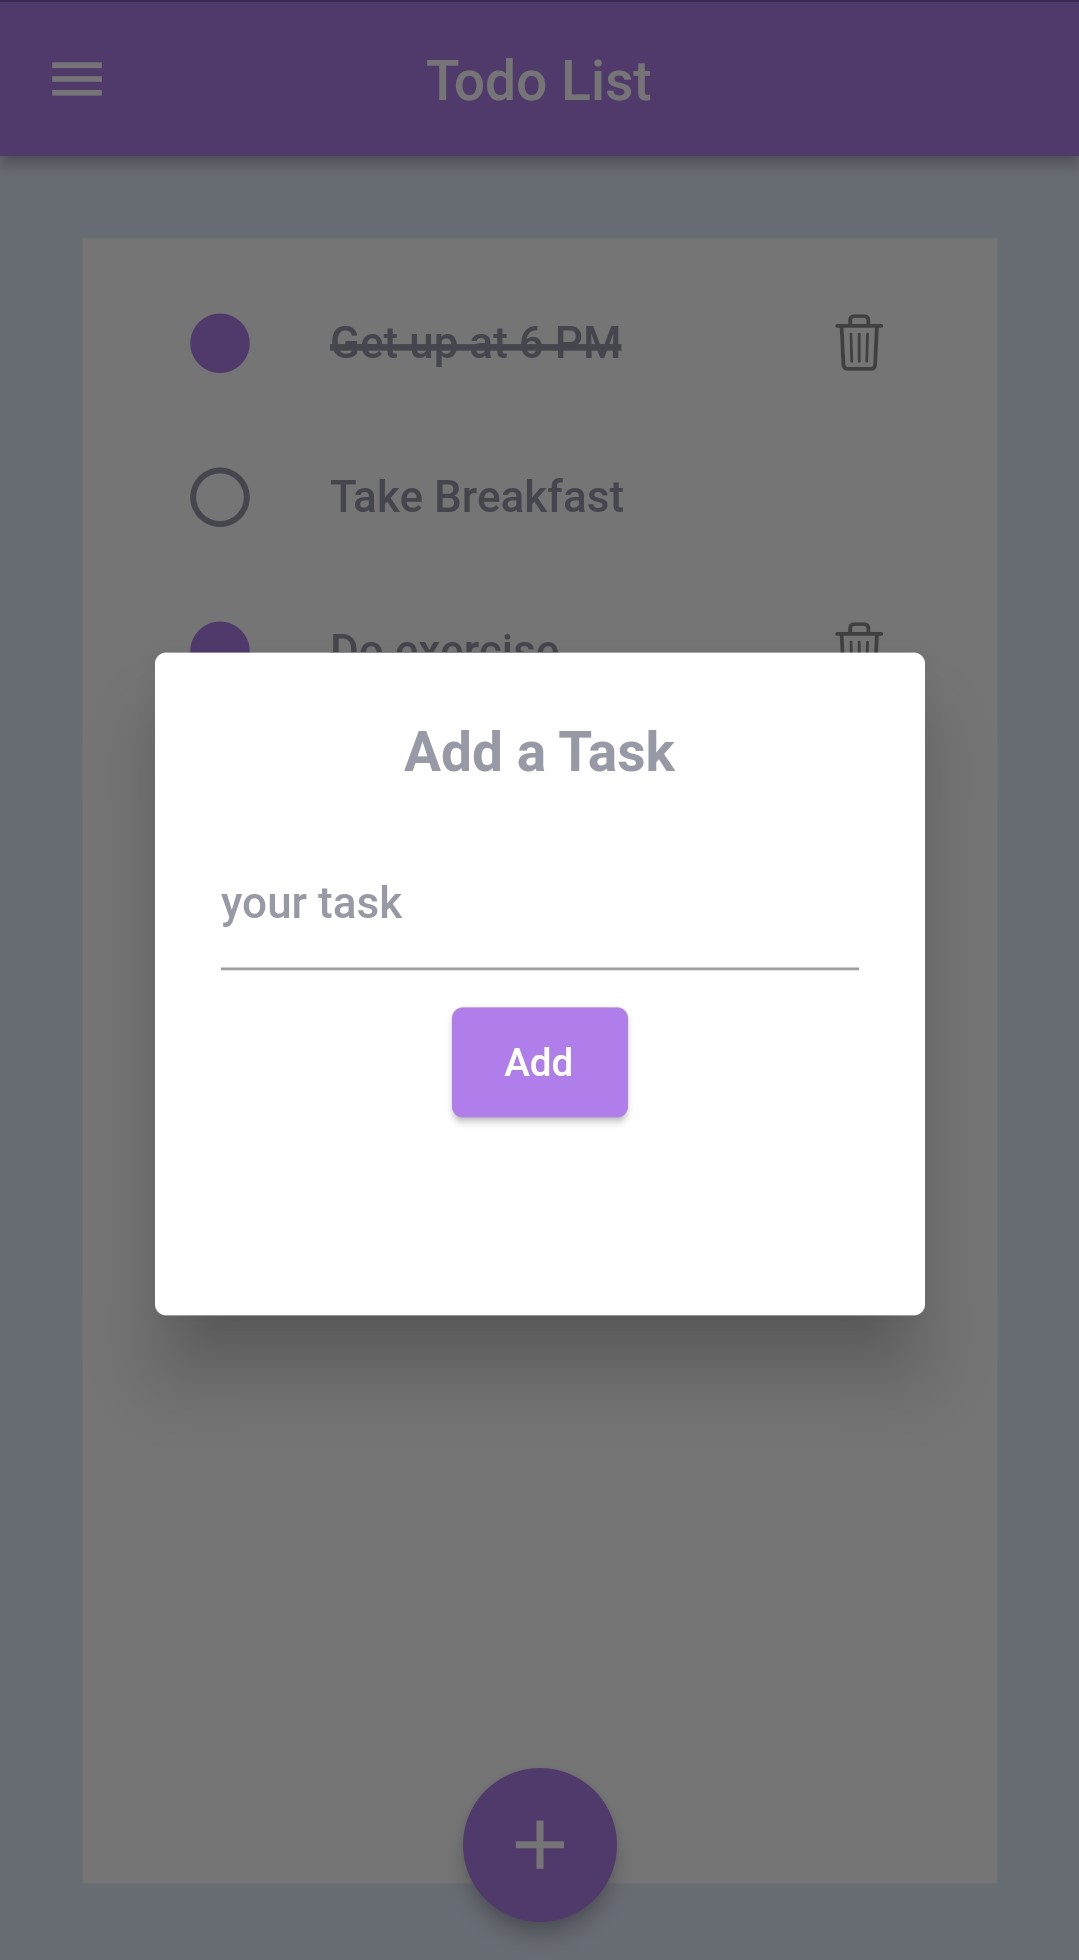 Todo List
Get up at 6 PM
Take Breakfast
Do exercise
Add a Task
your task
Add